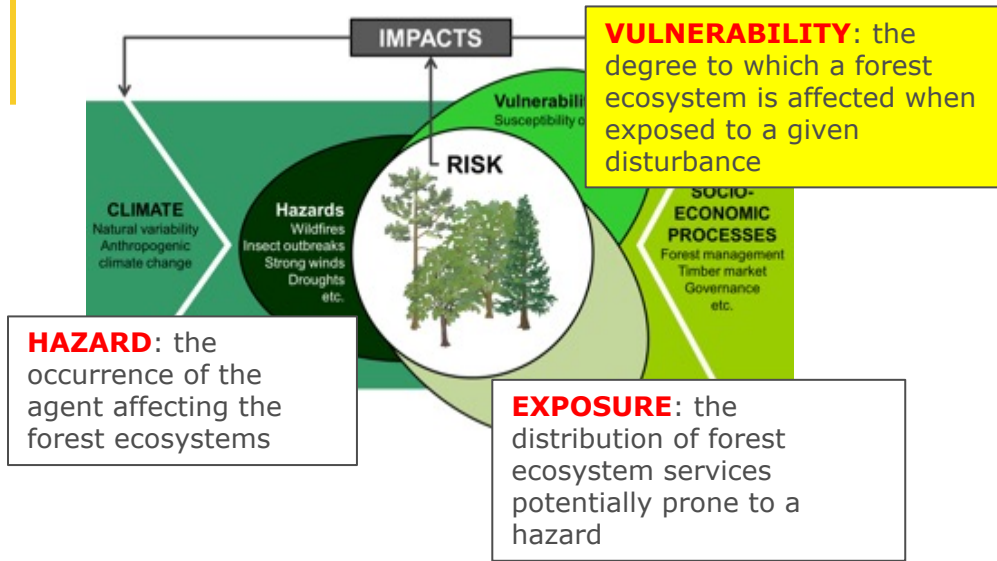 IMPACTS
VULNERABILITY: the
degree to which a forest
ecosystem is affected when
exposed to a given
disturbance
Susceptibility
RISK
CLIMATE
Natural variability
Anthropogenic
climate change
Hazards
Wildfires
Insect outbreaks
Strong winds
Droughts
etc.
SOCIO-
ECONOMIC
PROCESSES
Forest management
Timber market
Governance
etc.
HAZARD: the
occurrence of the
agent affecting the
forest ecosystems
EXPOSURE: the
distribution of forest
ecosystem services
potentially prone to a
hazard